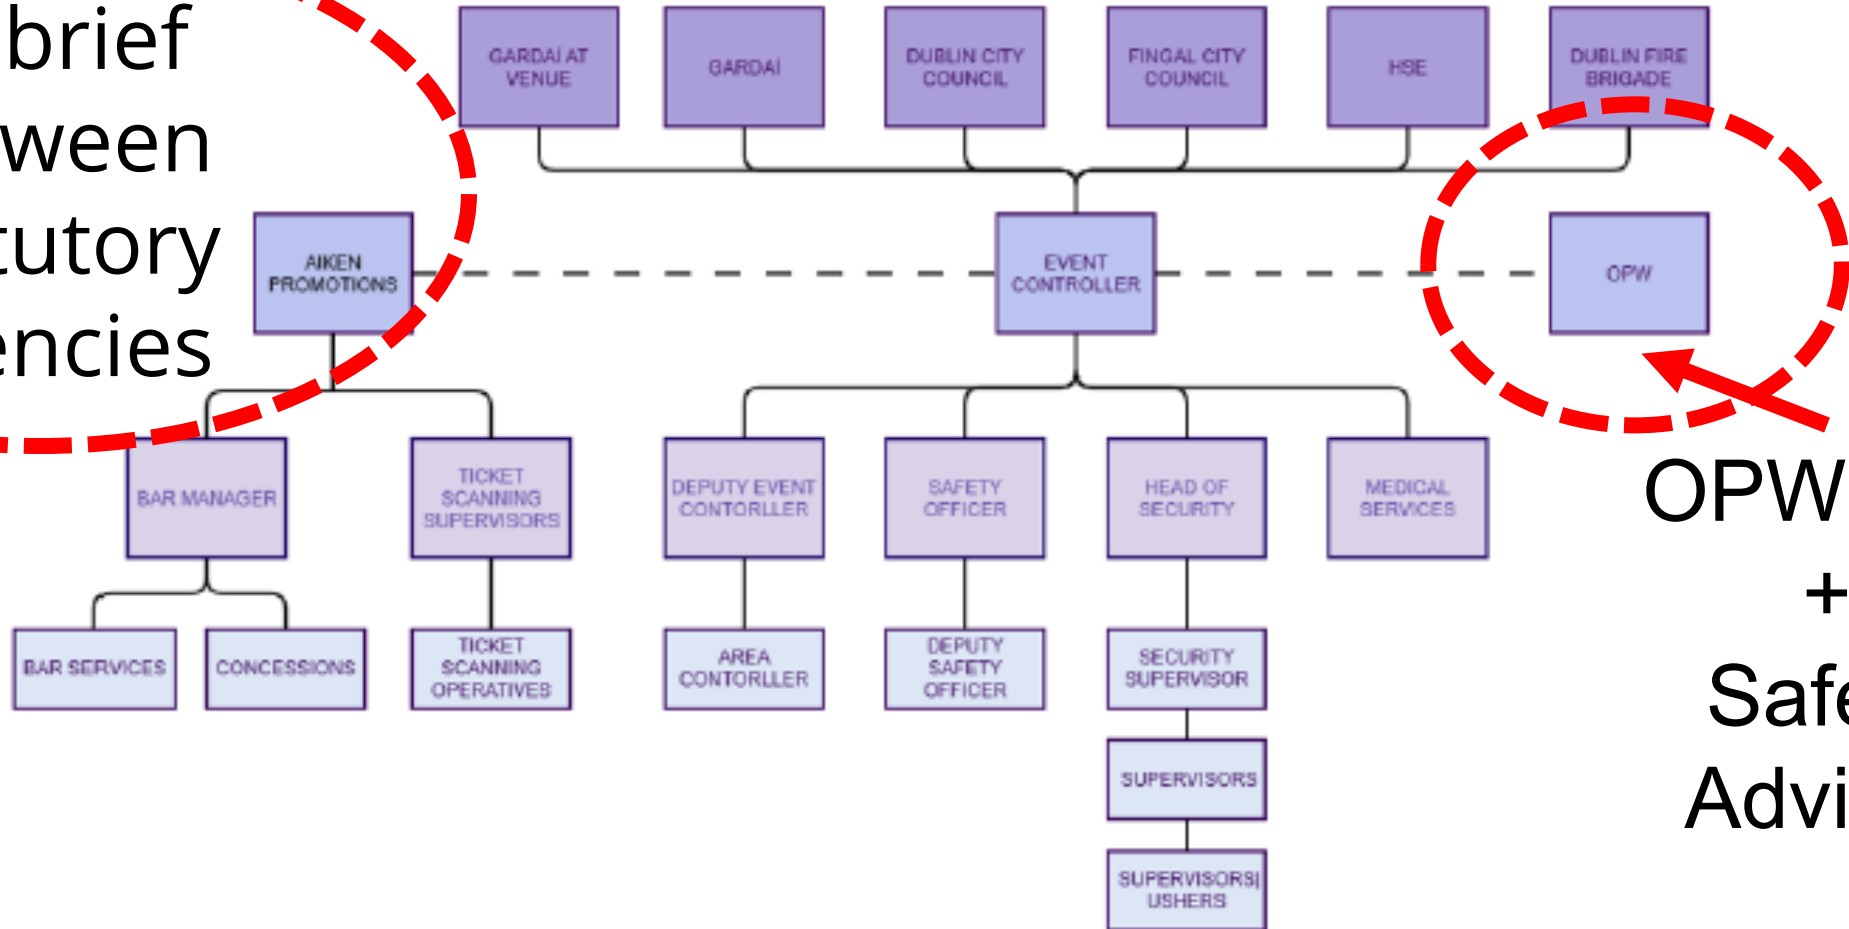 brief
ween
tutory
encies
GARDAÍ AT
VENUE
GARDAÍ
DUBLIN CITY
COUNCIL
FINGAL CITY
COUNCIL
HSE
DUBLIN FIRE
BRIGADE
AIKEN
PROMOTIONS
EVENT
CONTROLLER
OPW
BAR MANAGER
TICKET
SCANNING
SUPERVISORS
DEPUTY EVENT
CONTORLLER
SAFETY
OFFICER
HEAD OF
SECURITY
MEDICAL
SERVICES
OPW
+
Safe
Advi
BAR SERVICES
CONCESSIONS
TICKET
SCANNING
OPERATIVES
AREA
CONTORLLER
DEPUTY
SAFETY
OFFICER
SECURITY
SUPERVISOR
SUPERVISORS
SUPERVISORS|
USHERS